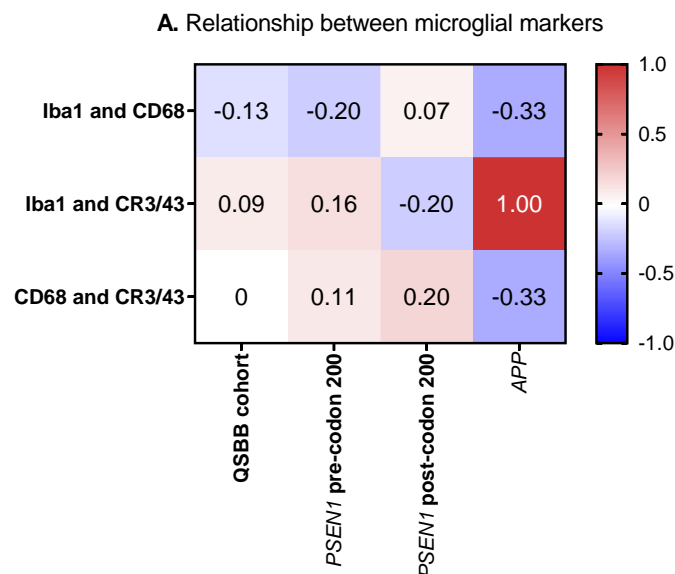 A. Relationship between microglial markers
Iba1 and CD68
-0.13
-0.20
0.07
-0.33
Iba1 and CR3/43
0.09
0.16
-0.20
1.00
CD68 and CR3/43
0
0.11
0.20
-0.33
QSBB cohort
PSEN1 pre-codon 200
PSEN1 post-codon 200
APP
1.0
0.5
0
-0.5
-1.0